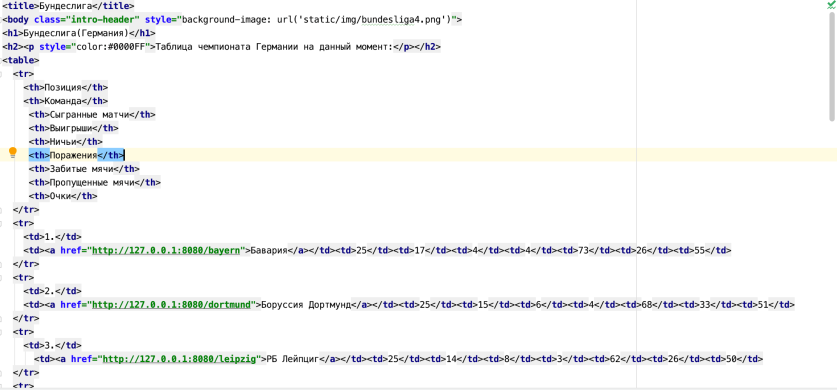 <title>Бундеслига</title>
<body class="intro-header" style="background-image: url('static/img/bundesliga4.png')">
<h1>Бундеслига(Германия)</h1>
<h2><p style="color:#0000FF">Таблица чемпионата Германии на данный момент:</p></h2>
<table>
<tr>
<th>Позиция</th>
<th>Команда</th>
<th>Сыгранные матчи</th>
<th>Выигрыши</th>
<th>Ничьи</th>
<th>Поражения</th>
<th>Забитые мячи</th>
<th>Пропущенные мячи</th>
<th>Очки</th>
</tr>
<tr>
<td>1.</td>
<td><a href="http://127.0.0.1:8080/bayern">Бавария</a></td><td>25</td><td>17</td><td>4</td><td>4</td><td>73</td><td>26</td><td>55</td>
</tr>
<tr>
<td>2.</td>
<td><a href="http://127.0.0.1:8080/dortmund">Боруссия Дортмунд</a></td><td>25</td><td>15</td><td>6</td><td>4</td><td>68</td><td>33</td><td>51</td>
</tr>
<tr>
<td>3.</td>
<td><a href="http://127.0.0.1:8080/leipzig">РБ Лейпциг</a></td><td>25</td><td>14</td><td>8</td><td>3</td><td>62</td><td>26</td><td>50</td>
</tr>
<tr>